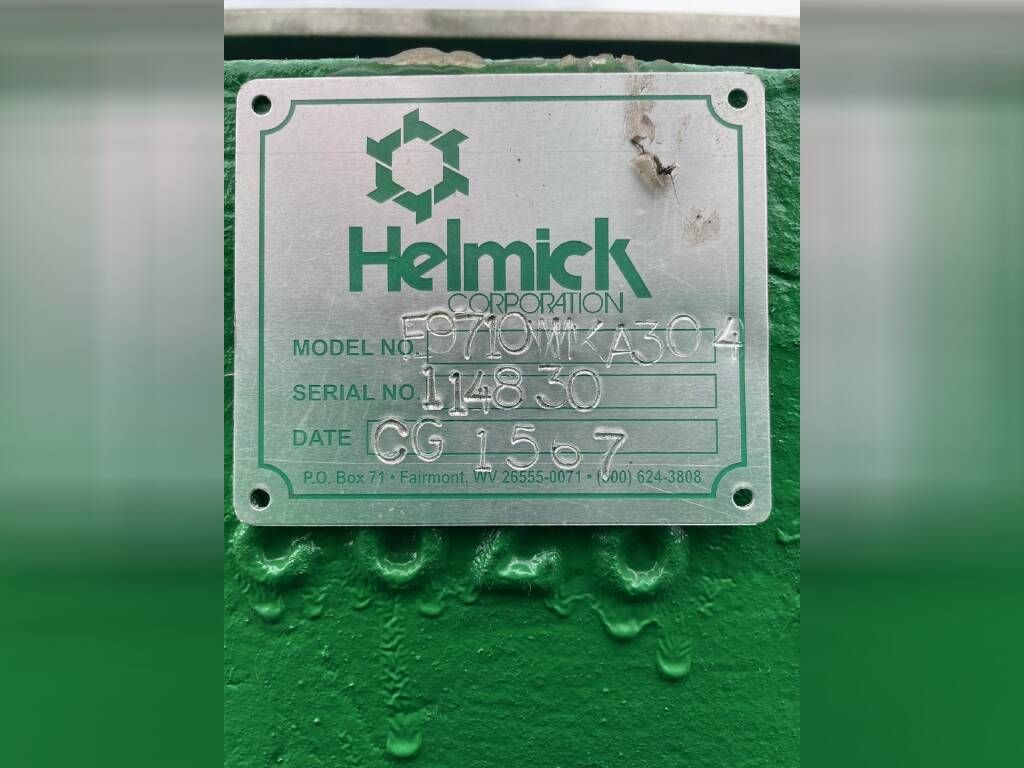 Helmick
CORPORATION
MODEL NO.
SERIAL NO. 114830
DATE CG 1567
P.O. Box 71 • Fairmont, WV 26555-0071 • (800) 624-3808